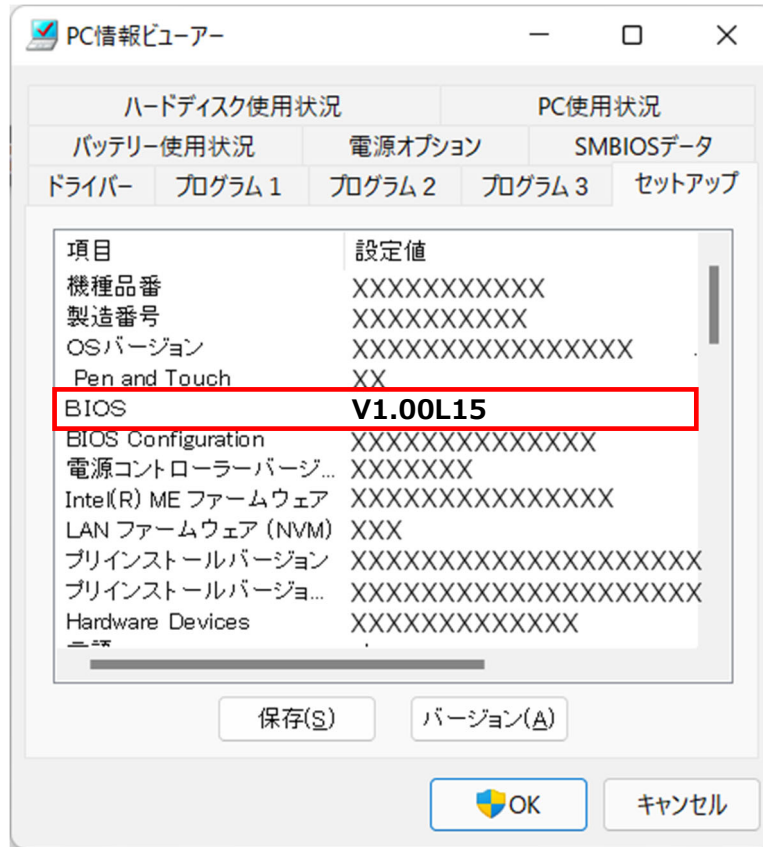 PC情報ビューアー
ハードディスク使用状況 PC使用状況
バッテリー使用状況 電源オプション SMBIOSデータ
ドライバー プログラム 1 プログラム 2 プログラム 3 セットアップ
項目 設定値
機種品番 XXXXXXXXXXX
製造番号 XXXXXXXXXX
OSバージョン XXXXXXXXXXXXXXXX
Pen and Touch XX
BIOS V1.00L15
BIOS Configuration XXXXXXXXXXXXXX
電源コントローラーバージ... XXXXXXX
Intel(R) ME ファームウェア XXXXXXXXXXXXXXX
LAN ファームウェア (NVM) XXX
プリインストールバージョン XXXXXXXXXXXXXXXXXXXX
プリインストールバージョ... XXXXXXXXXXXXXXXXXXXX
Hardware Devices XXXXXXXXXXXXX
保存(S) バージョン(A)
OK キャンセル